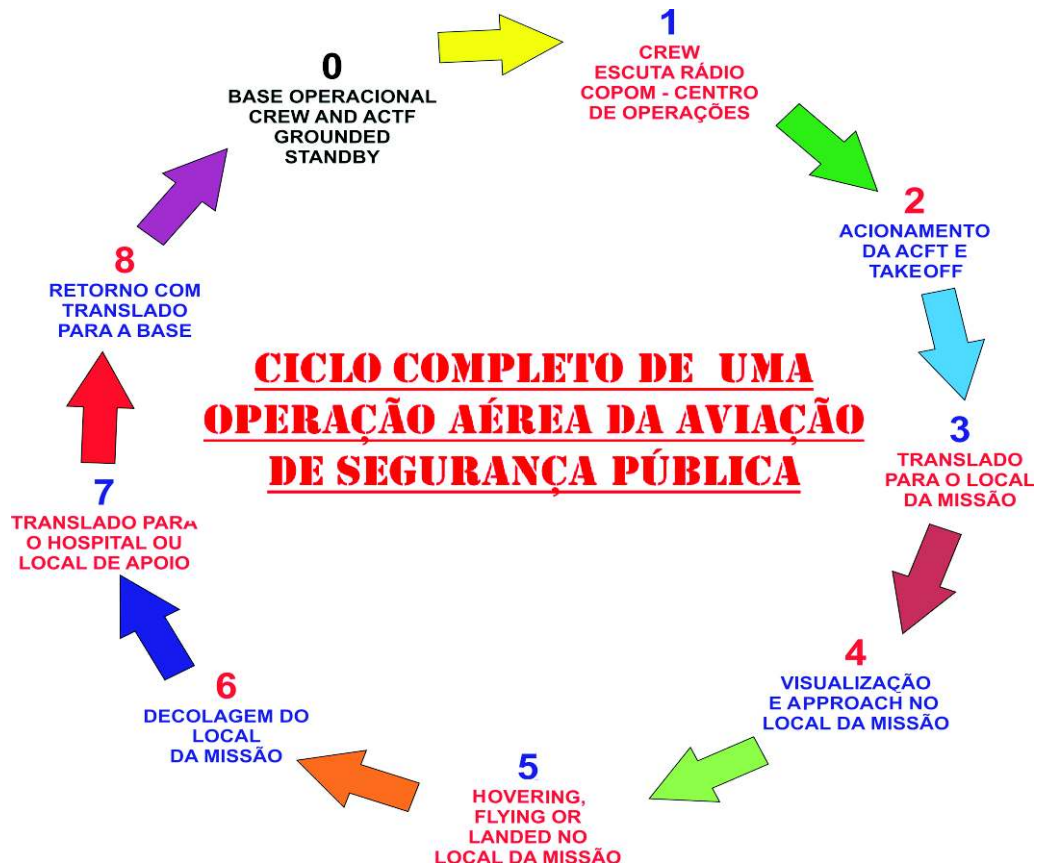 0
BASE OPERACIONAL
CREW AND ACTF
GROUNDED
STANDBY
1
CREW
ESCUTA RÁDIO
COPOM - CENTRO
DE OPERAÇÕES
2
ACIONAMENTO
DA ACFT E
TAKEOFF
3
TRANSLADO
PARA O LOCAL
DA MISSÃO
4
VISUALIZAÇÃO
E APPROACH NO
LOCAL DA MISSÃO
5
HOVERING,
FLYING OR
LANDED NO
LOCAL DA MISSÃO
6
DECOLAGEM DO
LOCAL
DA MISSÃO
7
TRANSLADO PARA
O HOSPITAL OU
LOCAL DE APOIO
8
RETORNO COM
TRANSLADO
PARA A BASE
CICLO COMPLETO DE UMA
OPERAÇÃO AÉREA DA AVIAÇÃO
DE SEGURANÇA PÚBLICA